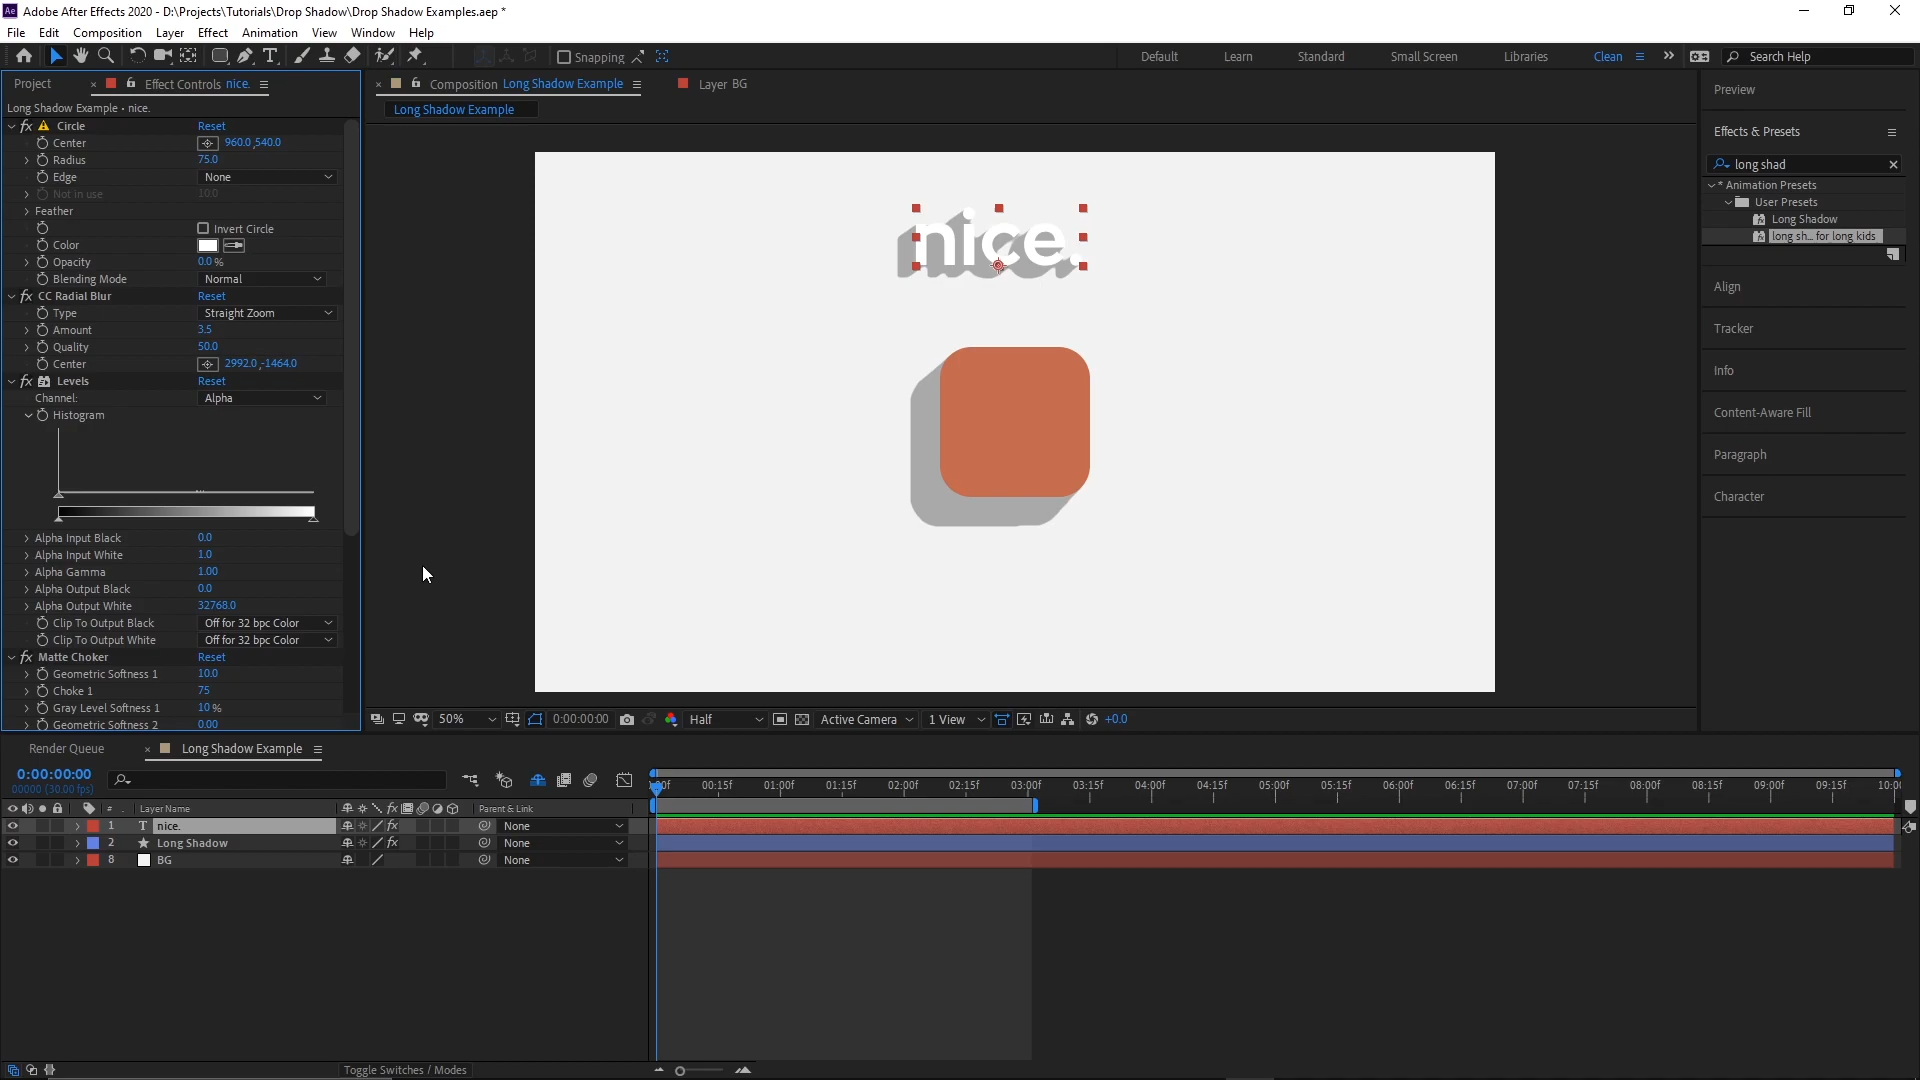 Adobe After Effects 2020 - D:\Projects\Tutorials\Drop Shadow\Drop Shadow Examples.aep *
File Edit Composition Layer Effect Animation View Window Help
Snapping Default Learn Standard Small Screen Libraries Clean Search Help
Project Effect Controls nice. Composition Long Shadow Example Layer BG
Long Shadow Example • nice.
Long Shadow Example
fx Circle Reset
Center 960.0,540.0
Radius 75.0
Edge None
Not in use 10.0
Feather
Invert Circle
Color
Opacity 0.0 %
Blending Mode Normal
fx CC Radial Blur Reset
Type Straight Zoom
Amount 3.5
Quality 50.0
Center 2992.0,-1464.0
fx Levels Reset
Channel: Alpha
Histogram
Alpha Input Black 0.0
Alpha Input White 1.0
Alpha Gamma 1.00
Alpha Output Black 0.0
Alpha Output White 32768.0
Clip To Output Black Off for 32 bpc Color
Clip To Output White Off for 32 bpc Color
fx Matte Choker Reset
Geometric Softness 1 10.0
Choke 1 75
Gray Level Softness 1 10 %
Geometric Softness 2 0.00
nice.
Preview
Effects & Presets
long shad
* Animation Presets
User Presets
Long Shadow
long sh... for long kids
Align
Tracker
Info
Content-Aware Fill
Paragraph
Character
50% 0:00:00:00 Half Active Camera 1 View +0.0
Render Queue Long Shadow Example
0:00:00:00
00000 (30.00 fps)
00:15f 01:00f 01:15f 02:00f 02:15f 03:00f 03:15f 04:00f 04:15f 05:00f 05:15f 06:00f 06:15f 07:00f 07:15f 08:00f 08:15f 09:00f 09:15f
# Layer Name fx Parent & Link
1 T nice. fx None
2 Long Shadow fx None
8 BG None
Toggle Switches / Modes